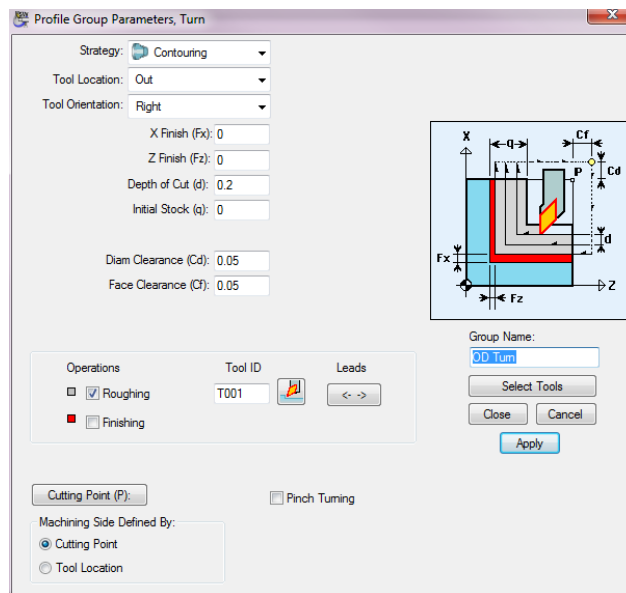 Profile Group Parameters, Turn
X
Strategy: Contouring
Tool Location: Out
Tool Orientation: Right
X Finish (Fx): 0
Z Finish (Fz): 0
Depth of Cut (d): 0.2
Initial Stock (q): 0
Diam Clearance (Cd): 0.05
Face Clearance (Cf): 0.05
X q Cf
P Cd
d
Fx
Z
Fz
Group Name:
OD Turn
Select Tools
Close Cancel
Apply
Operations Tool ID Leads
Roughing T001 <- ->
Finishing
Cutting Point (P): Pinch Turning
Machining Side Defined By:
Cutting Point
Tool Location